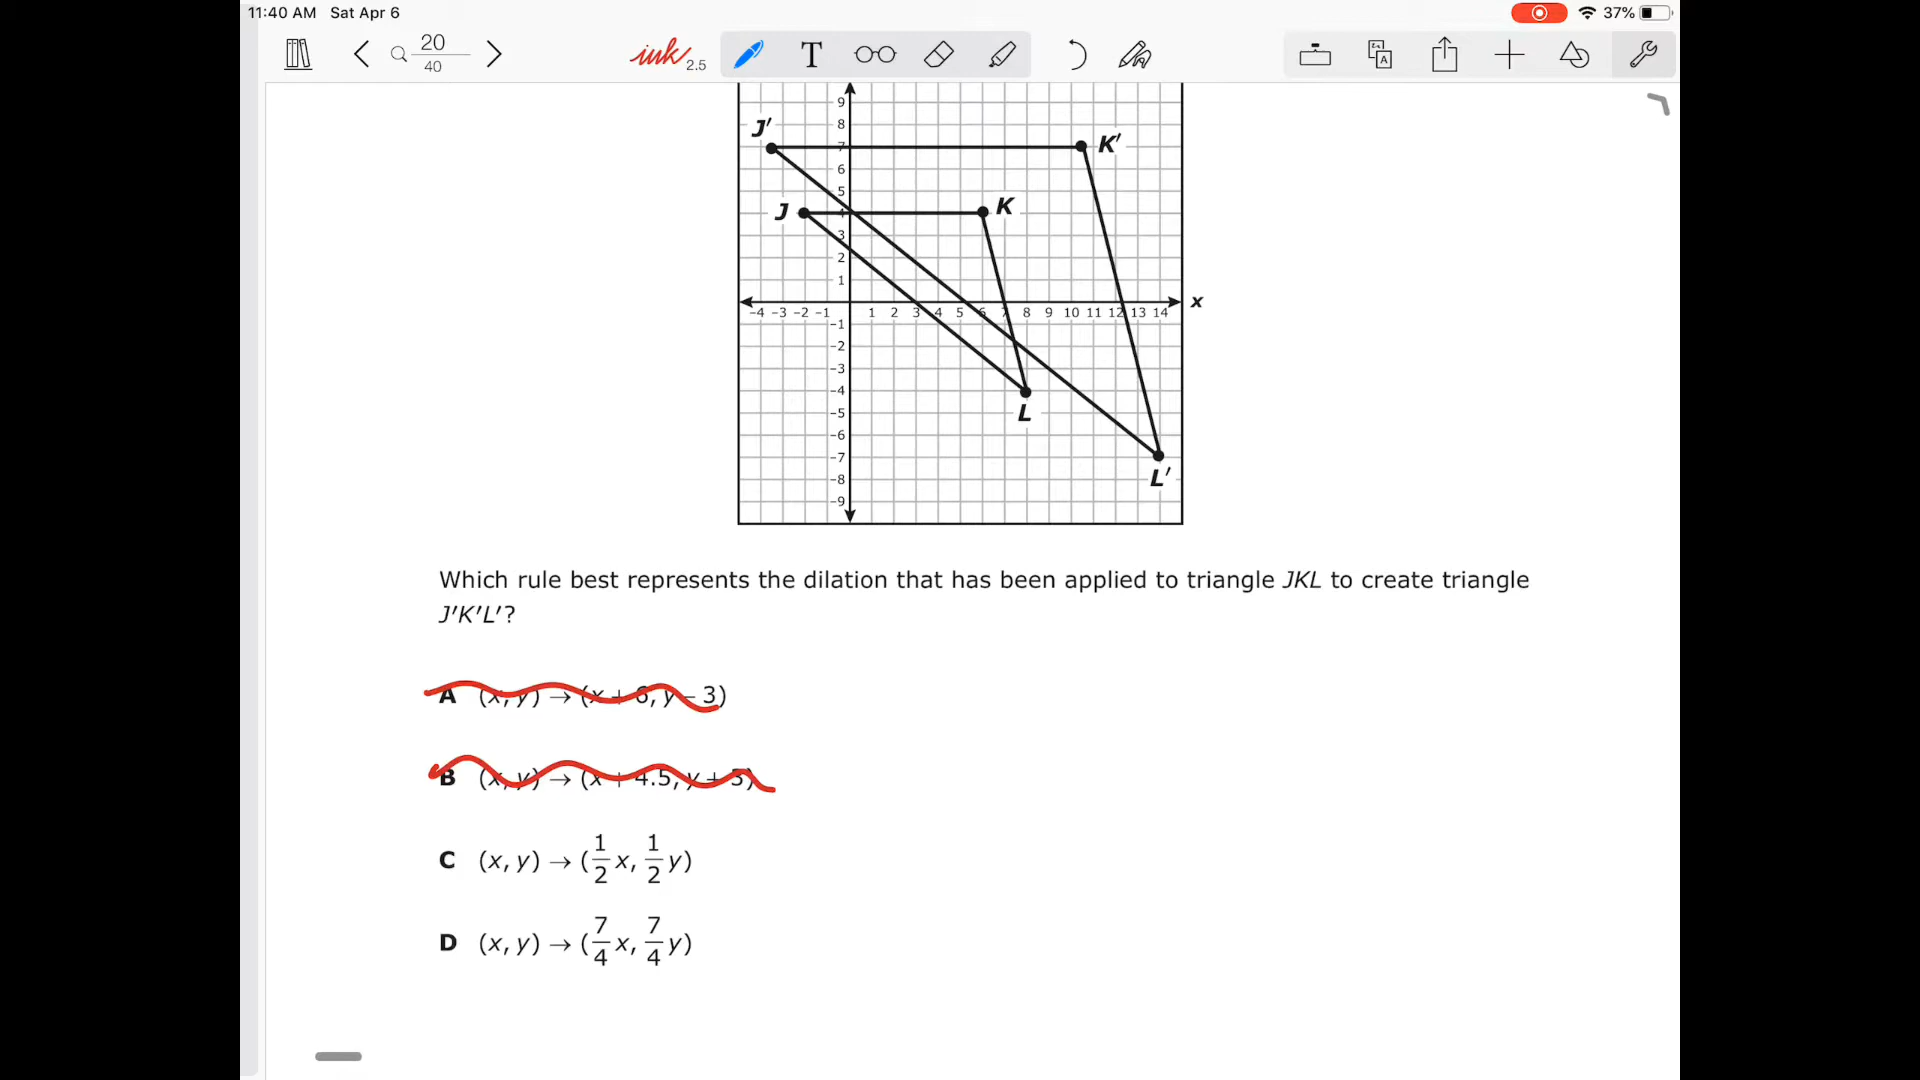 11:40 AM Sat Apr 6
37%
20
40
ink 2.5
T
A
9
8
7
6
5
4
3
2
1
J′
K′
J
K
x
-4 -3 -2 -1 1 2 3 4 5 6 7 8 9 10 11 12 13 14
-1
-2
-3
-4
-5
-6
-7
-8
-9
L
L′
Which rule best represents the dilation that has been applied to triangle JKL to create triangle
J′K′L′?
A (x, y) → (x + 6, y − 3)
B (x, y) → (x + 4.5, y + 3)
C (x, y) → (1/2 x, 1/2 y)
D (x, y) → (7/4 x, 7/4 y)